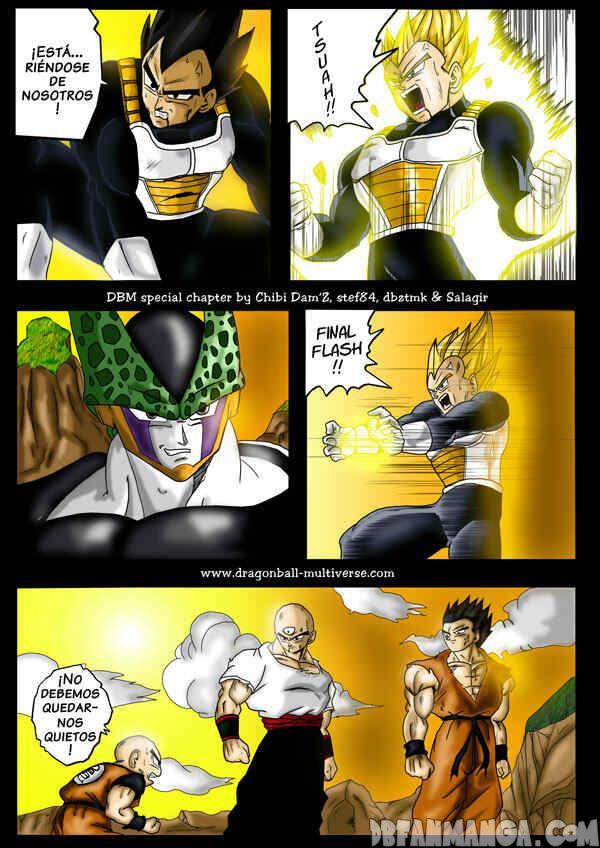 ¡ESTÁ...
RIÉNDOSE
DE
NOSOTROS
!
TSUAH!!
DBM special chapter by Chibi Dam'Z, stef84, dbztmk & Salagir
FINAL
FLASH
!!
www.dragonball-multiverse.com
¡NO
DEBEMOS
QUEDAR-
NOS
QUIETOS !
DBFANMANGA.COM